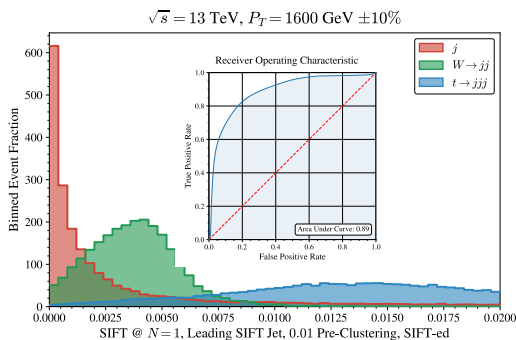 √s = 13 TeV, P_T = 1600 GeV ±10%
j
W → jj
t → jjj
Receiver Operating Characteristic
True Positive Rate
1.0
0.8
0.6
0.4
0.2
0.0
0.0 0.2 0.4 0.6 0.8 1.0
Area Under Curve: 0.89
False Positive Rate
Binned Event Fraction
600
500
400
300
200
100
0
0.0000 0.0025 0.0050 0.0075 0.0100 0.0125 0.0150 0.0175 0.0200
SIFT @ N = 1, Leading SIFT Jet, 0.01 Pre-Clustering, SIFT-ed